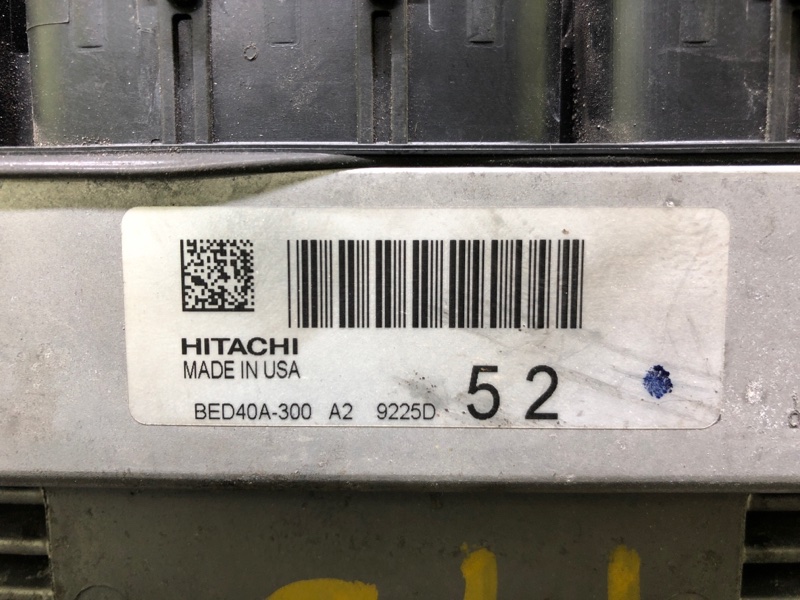 HITACHI
MADE IN USA
BED40A-300 A2 9225D 52